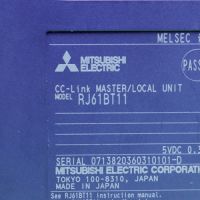 MELSEC
MITSUBISHI
ELECTRIC
PASS
CC-Link MASTER/LOCAL UNIT
MODEL RJ61BT11
5VDC 0.3
SERIAL 0713820360310101-D
MITSUBISHI ELECTRIC CORPORAT
TOKYO 100-8310, JAPAN
MADE IN JAPAN
See RJ61BT11 instruction manual.